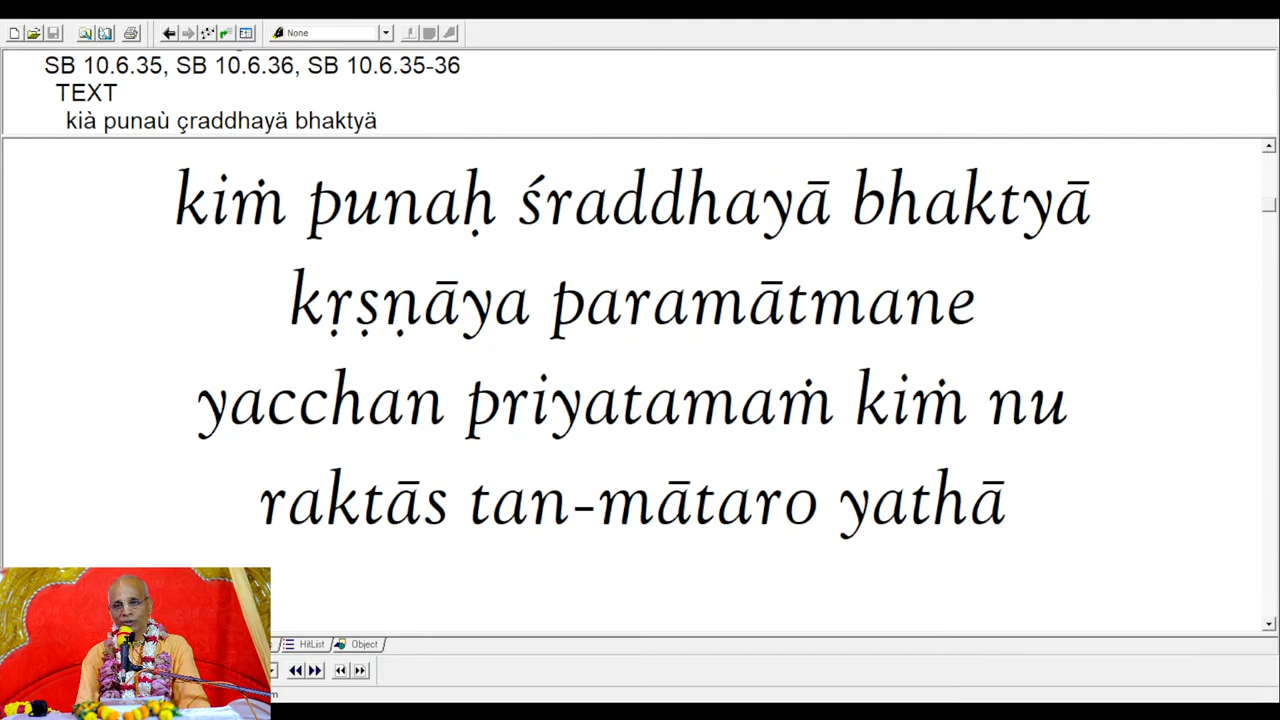 None
SB 10.6.35, SB 10.6.36, SB 10.6.35-36
TEXT
kià punaù çraddhayä bhaktyä
kiṁ punaḥ śraddhayā bhaktyā
kṛṣṇāya paramātmane
yacchan priyatamaṁ kiṁ nu
raktās tan-mātaro yathā
HitList Object